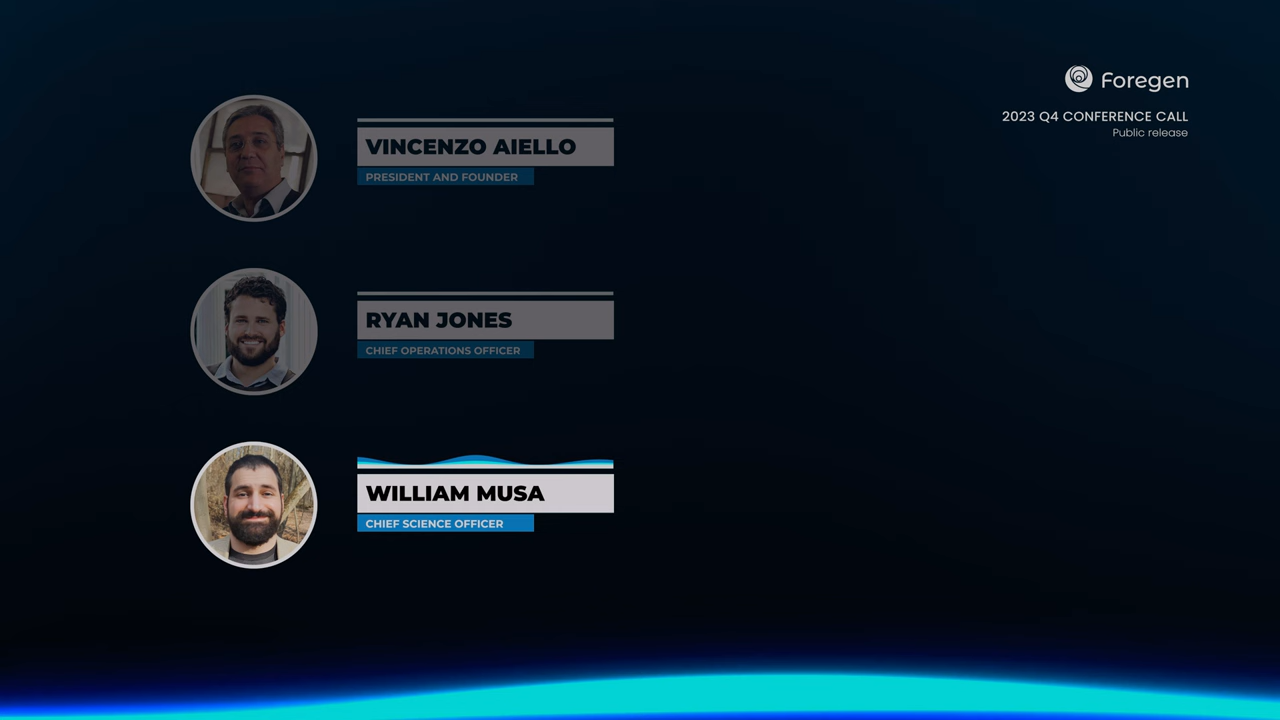 Foregen
2023 Q4 CONFERENCE CALL
Public release
VINCENZO AIELLO
PRESIDENT AND FOUNDER
RYAN JONES
CHIEF OPERATIONS OFFICER
WILLIAM MUSA
CHIEF SCIENCE OFFICER